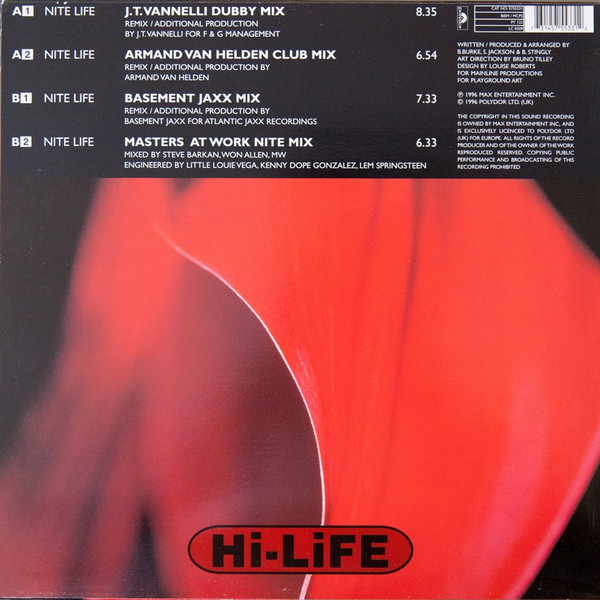 A1 NITE LIFE J.T. VANNELLI DUBBY MIX 8.35
REMIX / ADDITIONAL PRODUCTION
BY J.T. VANNELLI FOR F & G MANAGEMENT
A2 NITE LIFE ARMAND VAN HELDEN CLUB MIX 6.54
REMIX / ADDITIONAL PRODUCTION BY
ARMAND VAN HELDEN
B1 NITE LIFE BASEMENT JAXX MIX 7.33
REMIX / ADDITIONAL PRODUCTION BY
BASEMENT JAXX FOR ATLANTIC JAXX RECORDINGS
B2 NITE LIFE MASTERS AT WORK NITE MIX 6.33
MIXED BY STEVE BARKAN, WON ALLEN, MW
ENGINEERED BY LITTLE LOUIE VEGA, KENNY DOPE GONZALEZ, LEM SPRINGSTEEN
WRITTEN / PRODUCED & ARRANGED BY
B.BURKE, S. JACKSON & B. STINGLY
ART DIRECTION BY BRUNO TILLEY
DESIGN BY LOUISE ROBERTS
FOR MAINLINE PRODUCTIONS
FOR PLAYGROUND ART
℗ 1996 MAX ENTERTAINMENT INC.
© 1996 POLYDOR LTD. (UK)
THE COPYRIGHT IN THIS SOUND RECORDING
IS OWNED BY MAX ENTERTAINMENT INC. AND
IS EXCLUSIVELY LICENCED TO POLYDOR LTD
(UK) FOR EUROPE. ALL RIGHTS OF THE RECORD
PRODUCER AND OF THE OWNER OF THE WORK
REPRODUCED RESERVED. COPYING PUBLIC
PERFORMANCE AND BROADCASTING OF THIS
RECORDING PROHIBITED
Hi-LiFE